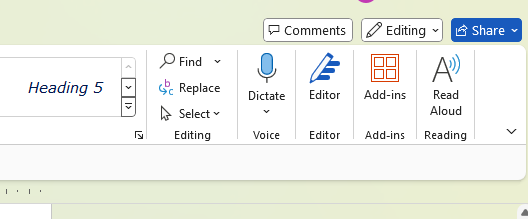 Comments Editing Share
Heading 5
Find
Replace
Select
Editing
Dictate
Voice
Editor
Editor
Add-ins
Add-ins
Read
Aloud
Reading